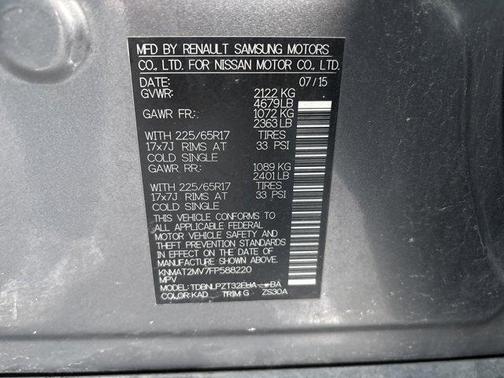 MFD BY RENAULT SAMSUNG MOTORS
CO., LTD. FOR NISSAN MOTOR CO., LTD.
DATE: 07/15
GVWR: 2122 KG
4679LB
GAWR FR: 1072 KG
2363 LB
WITH 225/65R17 TIRES
17x7J RIMS AT 33 PSI
COLD SINGLE
GAWR RR: 1089 KG
2401 LB
WITH 225/65R17 TIRES
17x7J RIMS AT 33 PSI
COLD SINGLE
THIS VEHICLE CONFORMS TO
ALL APPLICABLE FEDERAL
MOTOR VEHICLE SAFETY AND
THEFT PREVENTION STANDARDS
IN EFFECT ON THE DATE OF
MANUFACTURE SHOWN ABOVE.
KNMAT2MV7FP588220
MPV
MODEL: BA
COLOR: KAD TRIM: G ZS30A